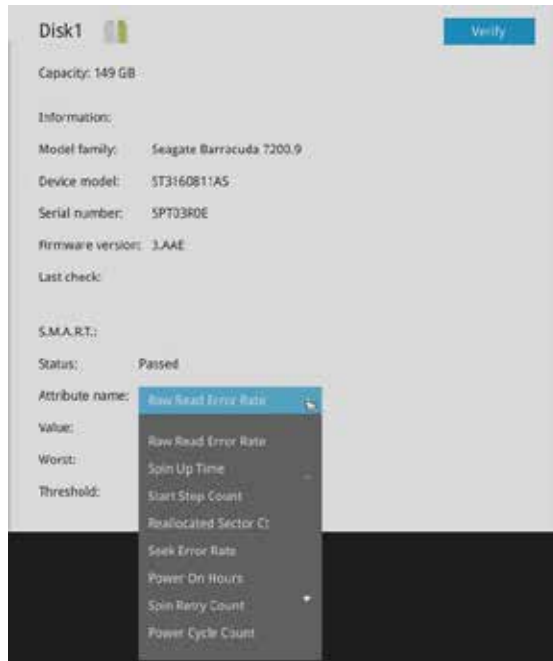 Disk1
Verify
Capacity: 149 GB
Information:
Model family: Seagate Barracuda 7200.9
Device model: ST3160811AS
Serial number: 5PT03R0E
Firmware version: 3.AAE
Last check:
S.M.A.R.T.:
Status: Passed
Attribute name: Raw Read Error Rate
Value:
Worst:
Threshold:
Raw Read Error Rate
Spin Up Time
Start Stop Count
Reallocated Sector Ct
Seek Error Rate
Power On Hours
Spin Retry Count
Power Cycle Count